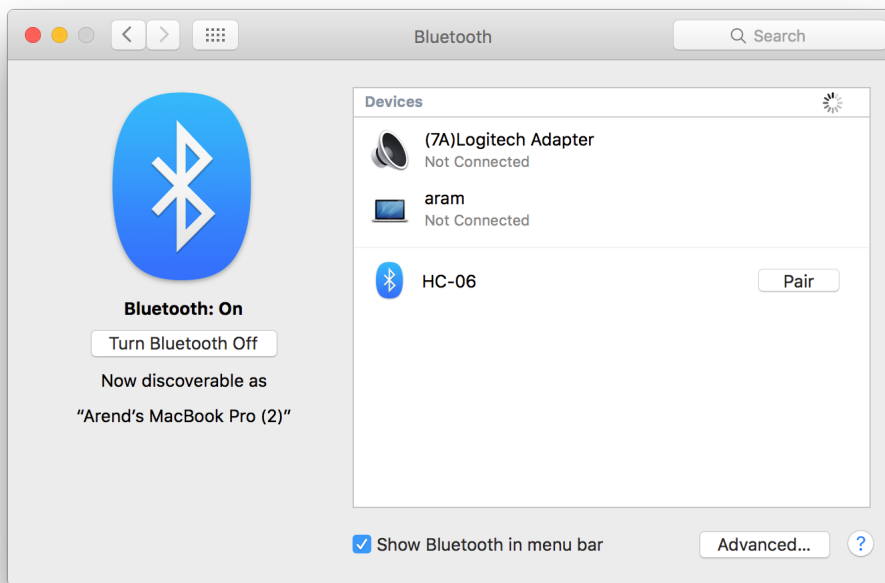 Bluetooth
Search
Bluetooth: On
Turn Bluetooth Off
Now discoverable as
“Arend’s MacBook Pro (2)”
Devices
(7A)Logitech Adapter
Not Connected
aram
Not Connected
HC-06
Pair
Show Bluetooth in menu bar
Advanced...
?